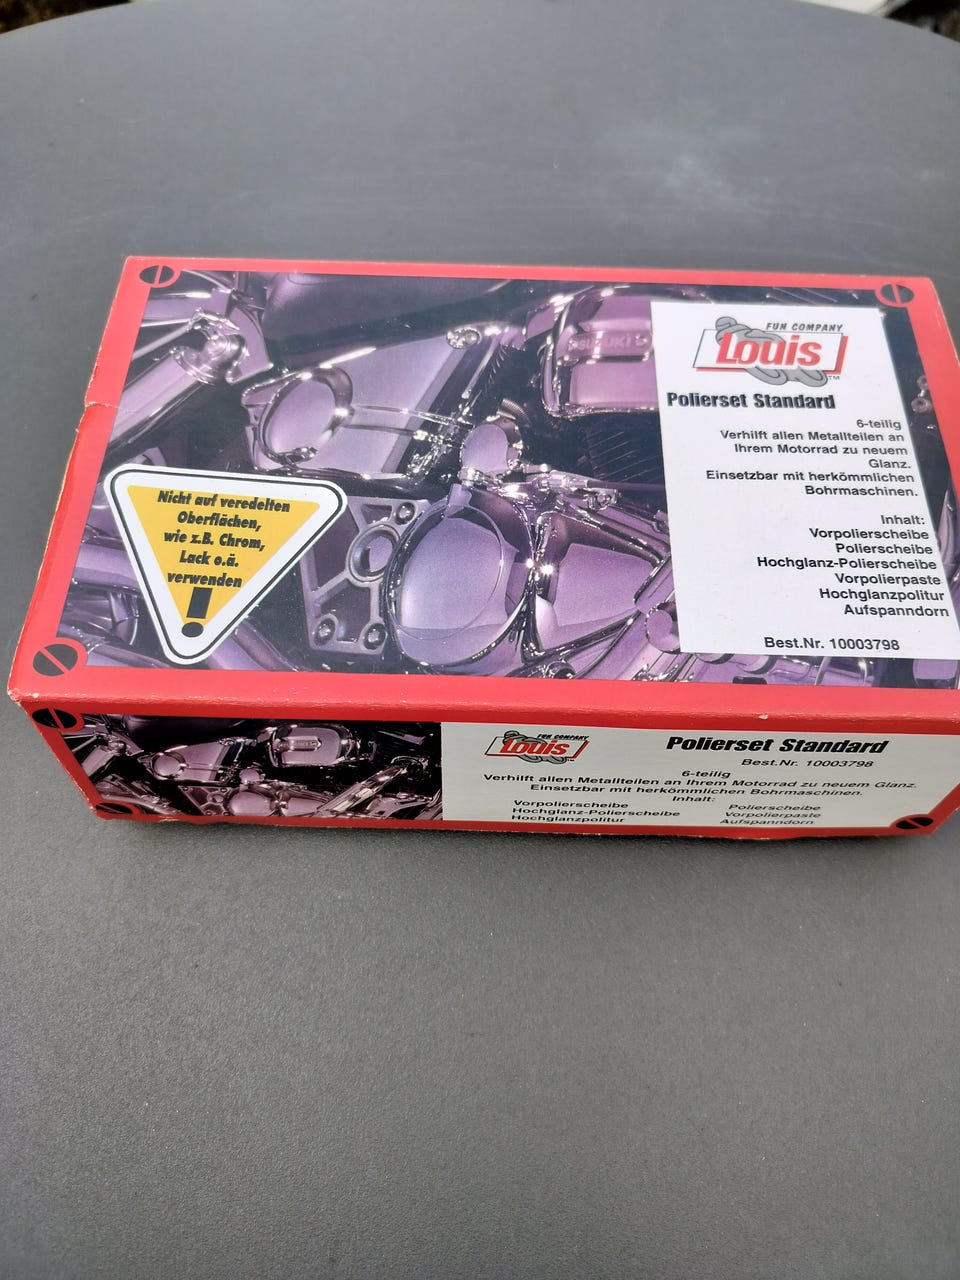 SUZUKI
FUN COMPANY
Louis
TM
Polierset Standard
6-teilig
Verhilft allen Metallteilen an
Ihrem Motorrad zu neuem
Glanz.
Einsetzbar mit herkömmlichen
Bohrmaschinen.
Inhalt:
Vorpolierscheibe
Polierscheibe
Hochglanz-Polierscheibe
Vorpolierpaste
Hochglanzpolitur
Aufspanndorn
Best.Nr. 10003798
Nicht auf veredelten
Oberflächen,
wie z.B. Chrom,
Lack o.ä.
verwenden
!
FUN COMPANY
Louis
Polierset Standard
Best.Nr. 10003798
6-teilig
Verhilft allen Metallteilen an Ihrem Motorrad zu neuem Glanz.
Einsetzbar mit herkömmlichen Bohrmaschinen.
Inhalt:
Vorpolierscheibe Polierscheibe
Hochglanz-Polierscheibe Vorpolierpaste
Hochglanzpolitur Aufspanndorn